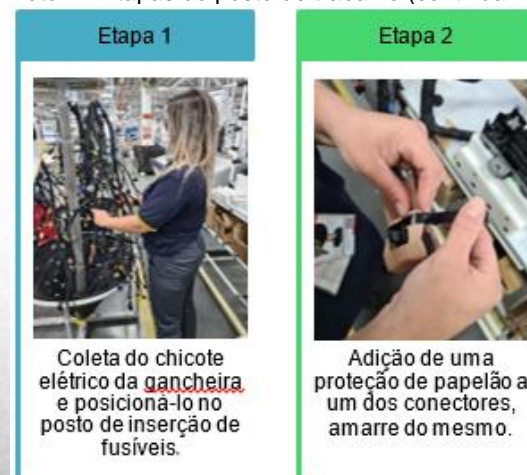 Etapa 1
Coleta do chicote
elétrico da gancheira
e posicioná-lo no
posto de inserção de
fusíveis.
Etapa 2
Adição de uma
proteção de papelão a
um dos conectores,
amarre do mesmo.